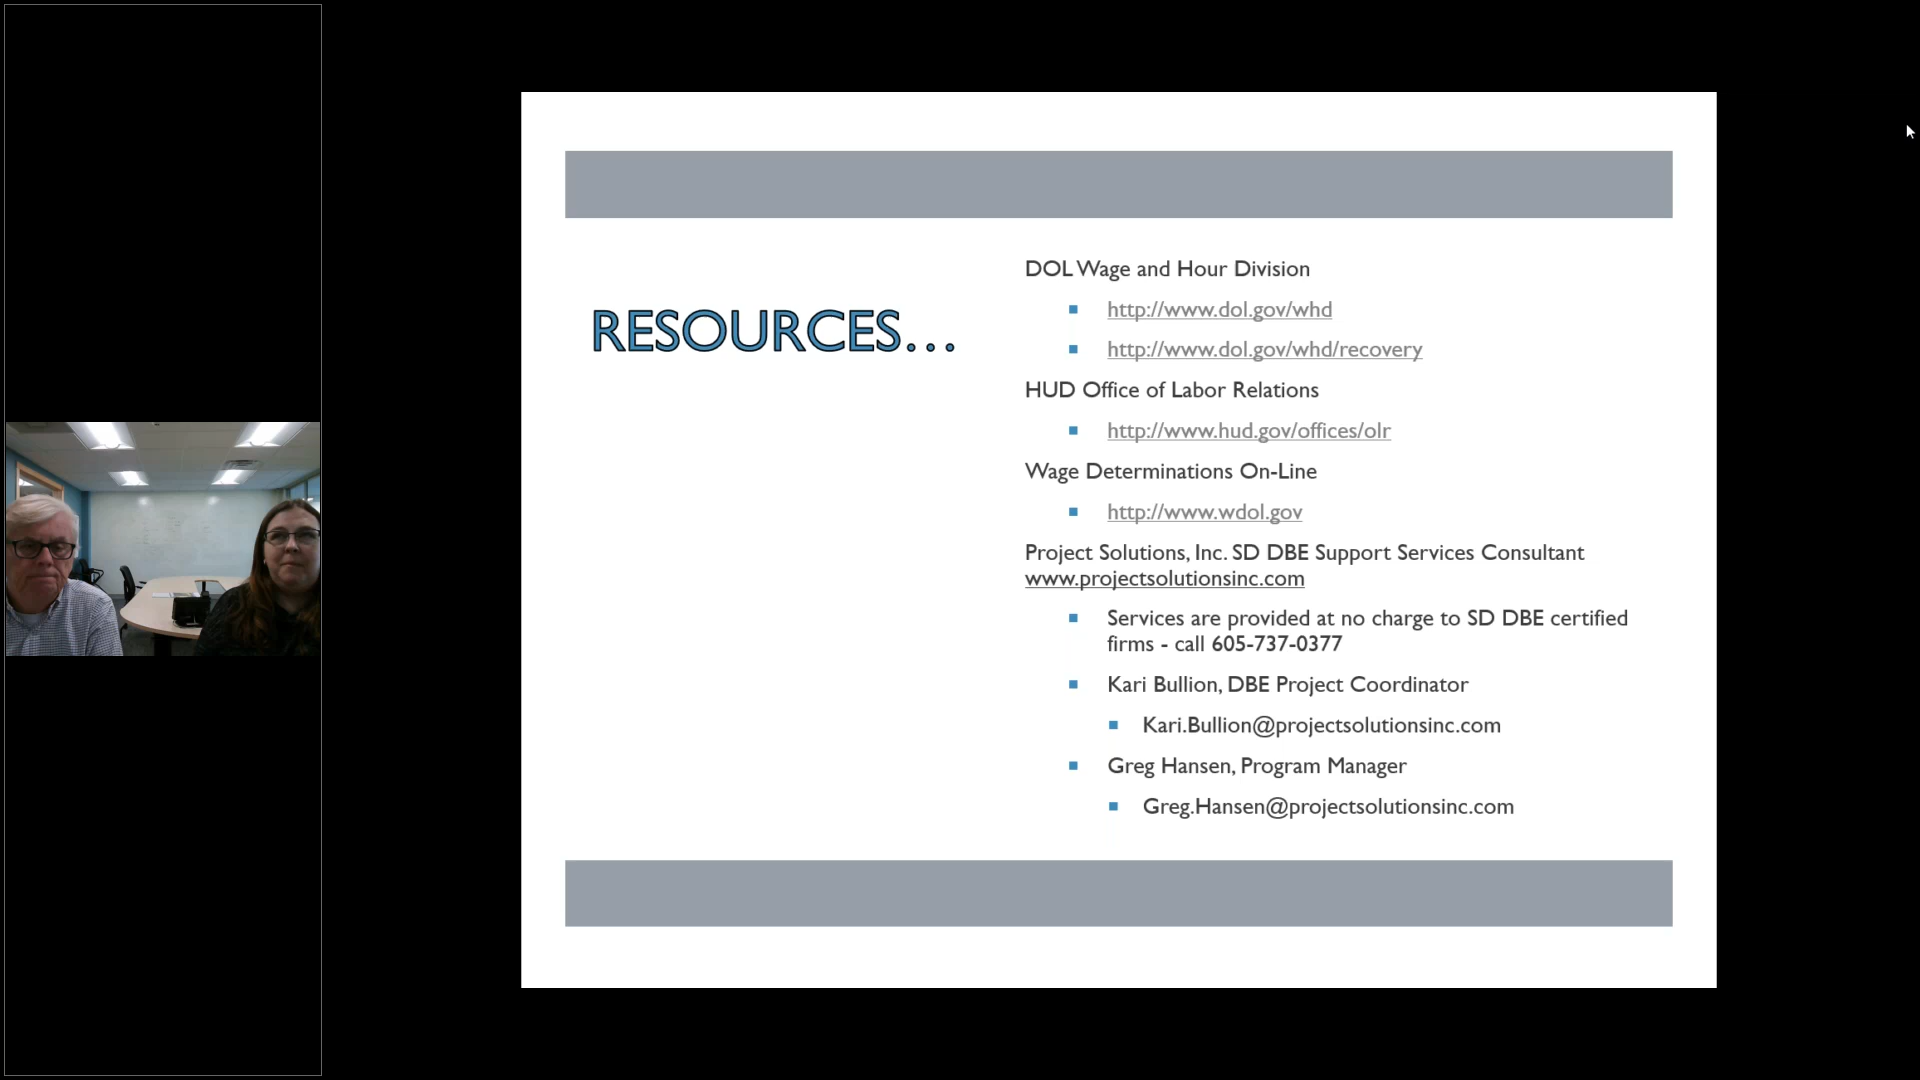 RESOURCES...
DOL Wage and Hour Division
http://www.dol.gov/whd
http://www.dol.gov/whd/recovery
HUD Office of Labor Relations
http://www.hud.gov/offices/olr
Wage Determinations On-Line
http://www.wdol.gov
Project Solutions, Inc. SD DBE Support Services Consultant
www.projectsolutionsinc.com
Services are provided at no charge to SD DBE certified
firms - call 605-737-0377
Kari Bullion, DBE Project Coordinator
Kari.Bullion@projectsolutionsinc.com
Greg Hansen, Program Manager
Greg.Hansen@projectsolutionsinc.com